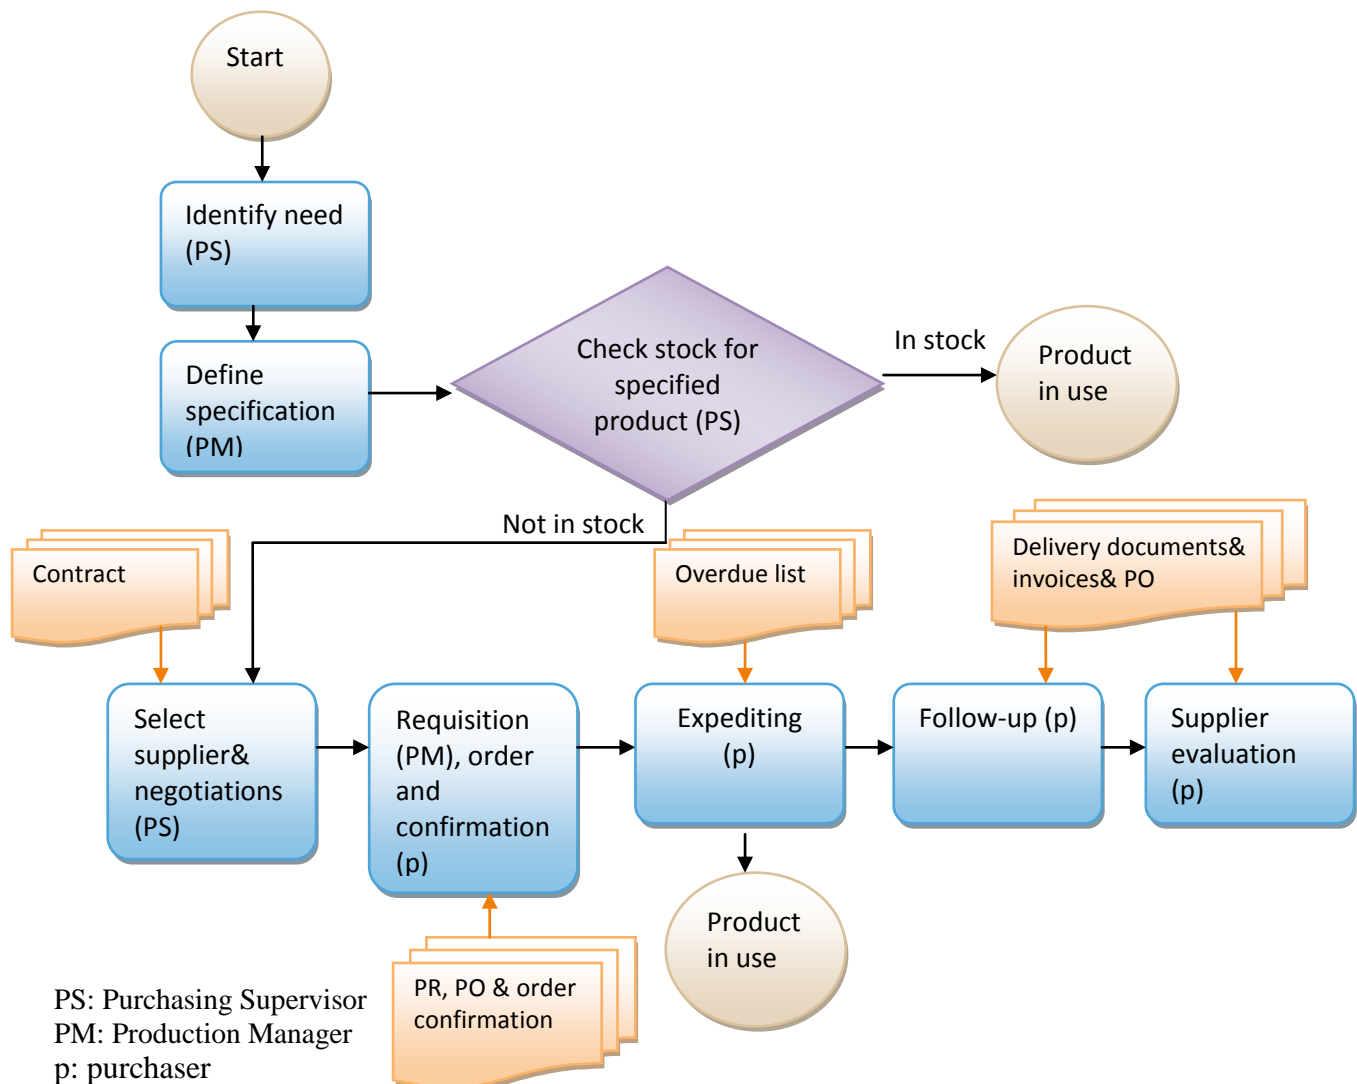 Start
Identify need
(PS)
Define
specification
(PM)
Check stock for
specified
product (PS)
In stock
Product
in use
Not in stock
Contract
Overdue list
Delivery documents&
invoices& PO
Select
supplier&
negotiations
(PS)
Requisition
(PM), order
and
confirmation
(p)
Expediting
(p)
Follow-up (p)
Supplier
evaluation
(p)
Product
in use
PR, PO & order
confirmation
PS: Purchasing Supervisor
PM: Production Manager
p: purchaser